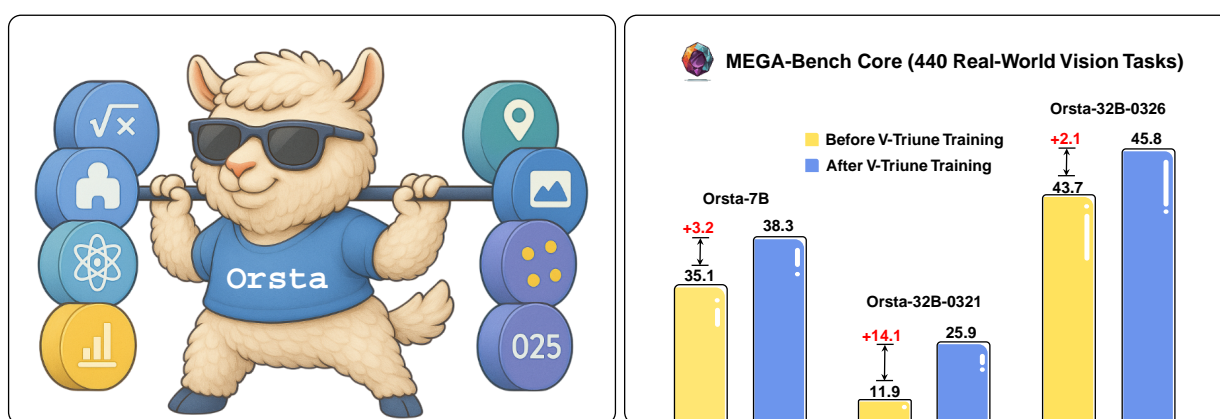 √x
Orsta
025
MEGA-Bench Core (440 Real-World Vision Tasks)
Before V-Triune Training
After V-Triune Training
Orsta-7B
+3.2
35.1
38.3
Orsta-32B-0321
+14.1
11.9
25.9
Orsta-32B-0326
+2.1
43.7
45.8